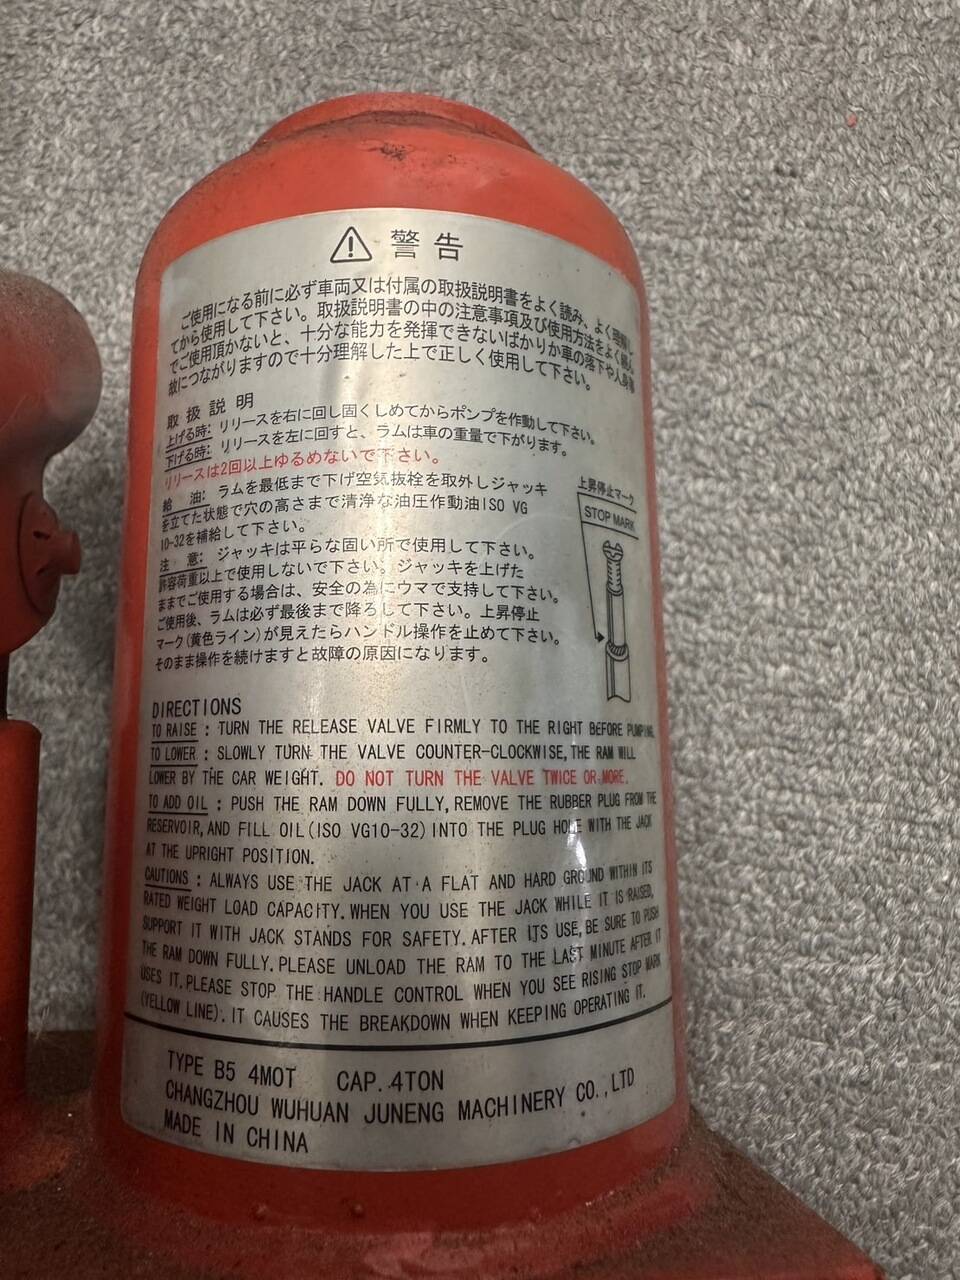 ⚠ 警告
ご使用になる前に必ず車両又は付属の取扱説明書をよく読み、よく理解し
てから使用して下さい。取扱説明書の中の注意事項及び使用方法をよく
でご使用頂かないと、十分な能力を発揮できないばかりか車の落下や人身事
故につながりますので十分理解した上で正しく使用して下さい。
取扱説明
上げる時: リリースを右に回し固くしめてからポンプを作動して下さい。
下げる時: リリースを左に回すと、ラムは車の重量で下がります。
リリースは2回以上ゆるめないで下さい。
給 油: ラムを最低まで下げ空気抜栓を取外しジャッキ
を立てた状態で穴の高さまで清浄な油圧作動油ISO VG
10-32を補給して下さい。
注 意: ジャッキは平らな固い所で使用して下さい。
許容荷重以上で使用しないで下さい。ジャッキを上げた
ままでご使用する場合は、安全の為にウマで支持して下さい。
ご使用後、ラムは必ず最後まで降ろして下さい。上昇停止
マーク(黄色ライン)が見えたらハンドル操作を止めて下さい。
そのまま操作を続けますと故障の原因になります。
上昇停止マーク
STOP MARK
DIRECTIONS
TO RAISE : TURN THE RELEASE VALVE FIRMLY TO THE RIGHT BEFORE PUMPING.
TO LOWER : SLOWLY TURN THE VALVE COUNTER-CLOCKWISE, THE RAM WILL
LOWER BY THE CAR WEIGHT. DO NOT TURN THE VALVE TWICE OR MORE.
TO ADD OIL : PUSH THE RAM DOWN FULLY, REMOVE THE RUBBER PLUG FROM THE
RESERVOIR, AND FILL OIL (ISO VG10-32) INTO THE PLUG HOLE WITH THE JACK
AT THE UPRIGHT POSITION.
CAUTIONS : ALWAYS USE THE JACK AT A FLAT AND HARD GROUND WITHIN ITS
RATED WEIGHT LOAD CAPACITY. WHEN YOU USE THE JACK WHILE IT IS RAISED,
SUPPORT IT WITH JACK STANDS FOR SAFETY. AFTER ITS USE, BE SURE TO PUSH
THE RAM DOWN FULLY. PLEASE UNLOAD THE RAM TO THE LAST MINUTE AFTER IT
USES IT. PLEASE STOP THE HANDLE CONTROL WHEN YOU SEE RISING STOP MARK
(YELLOW LINE). IT CAUSES THE BREAKDOWN WHEN KEEPING OPERATING IT.
TYPE B5 4MOT CAP. 4TON
CHANGZHOU WUHUAN JUNENG MACHINERY CO., LTD
MADE IN CHINA